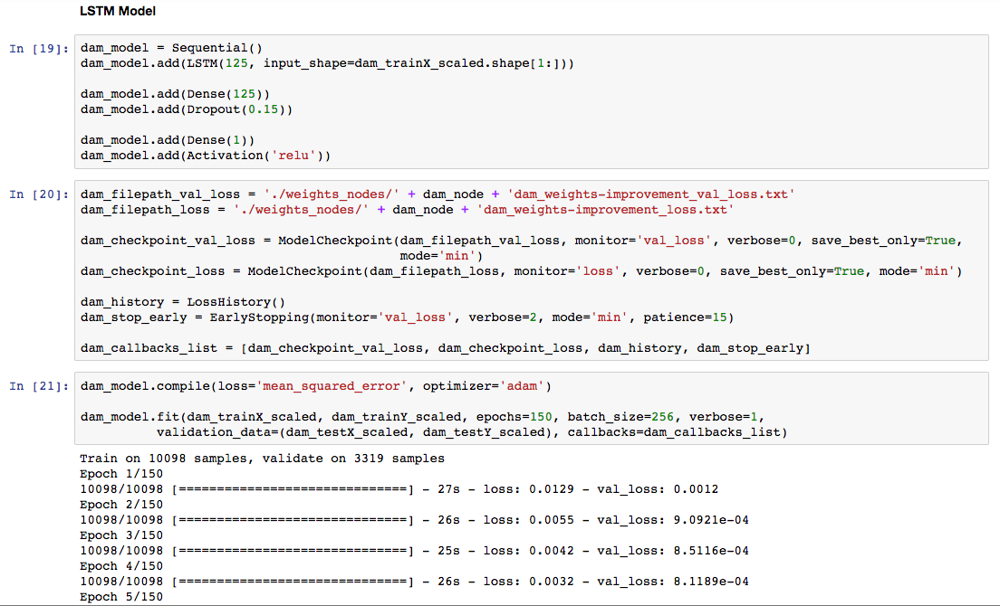 LSTM Model
In [19]:
dam_model = Sequential()
dam_model.add(LSTM(125, input_shape=dam_trainX_scaled.shape[1:]))
dam_model.add(Dense(125))
dam_model.add(Dropout(0.15))
dam_model.add(Dense(1))
dam_model.add(Activation('relu'))
In [20]:
dam_filepath_val_loss = './weights_nodes/' + dam_node + 'dam_weights-improvement_val_loss.txt'
dam_filepath_loss = './weights_nodes/' + dam_node + 'dam_weights-improvement_loss.txt'
dam_checkpoint_val_loss = ModelCheckpoint(dam_filepath_val_loss, monitor='val_loss', verbose=0, save_best_only=True,
mode='min')
dam_checkpoint_loss = ModelCheckpoint(dam_filepath_loss, monitor='loss', verbose=0, save_best_only=True, mode='min')
dam_history = LossHistory()
dam_stop_early = EarlyStopping(monitor='val_loss', verbose=2, mode='min', patience=15)
dam_callbacks_list = [dam_checkpoint_val_loss, dam_checkpoint_loss, dam_history, dam_stop_early]
In [21]:
dam_model.compile(loss='mean_squared_error', optimizer='adam')
dam_model.fit(dam_trainX_scaled, dam_trainY_scaled, epochs=150, batch_size=256, verbose=1,
validation_data=(dam_testX_scaled, dam_testY_scaled), callbacks=dam_callbacks_list)
Train on 10098 samples, validate on 3319 samples
Epoch 1/150
10098/10098 [==============================] - 27s - loss: 0.0129 - val_loss: 0.0012
Epoch 2/150
10098/10098 [==============================] - 26s - loss: 0.0055 - val_loss: 9.0921e-04
Epoch 3/150
10098/10098 [==============================] - 25s - loss: 0.0042 - val_loss: 8.5116e-04
Epoch 4/150
10098/10098 [==============================] - 26s - loss: 0.0032 - val_loss: 8.1189e-04
Epoch 5/150